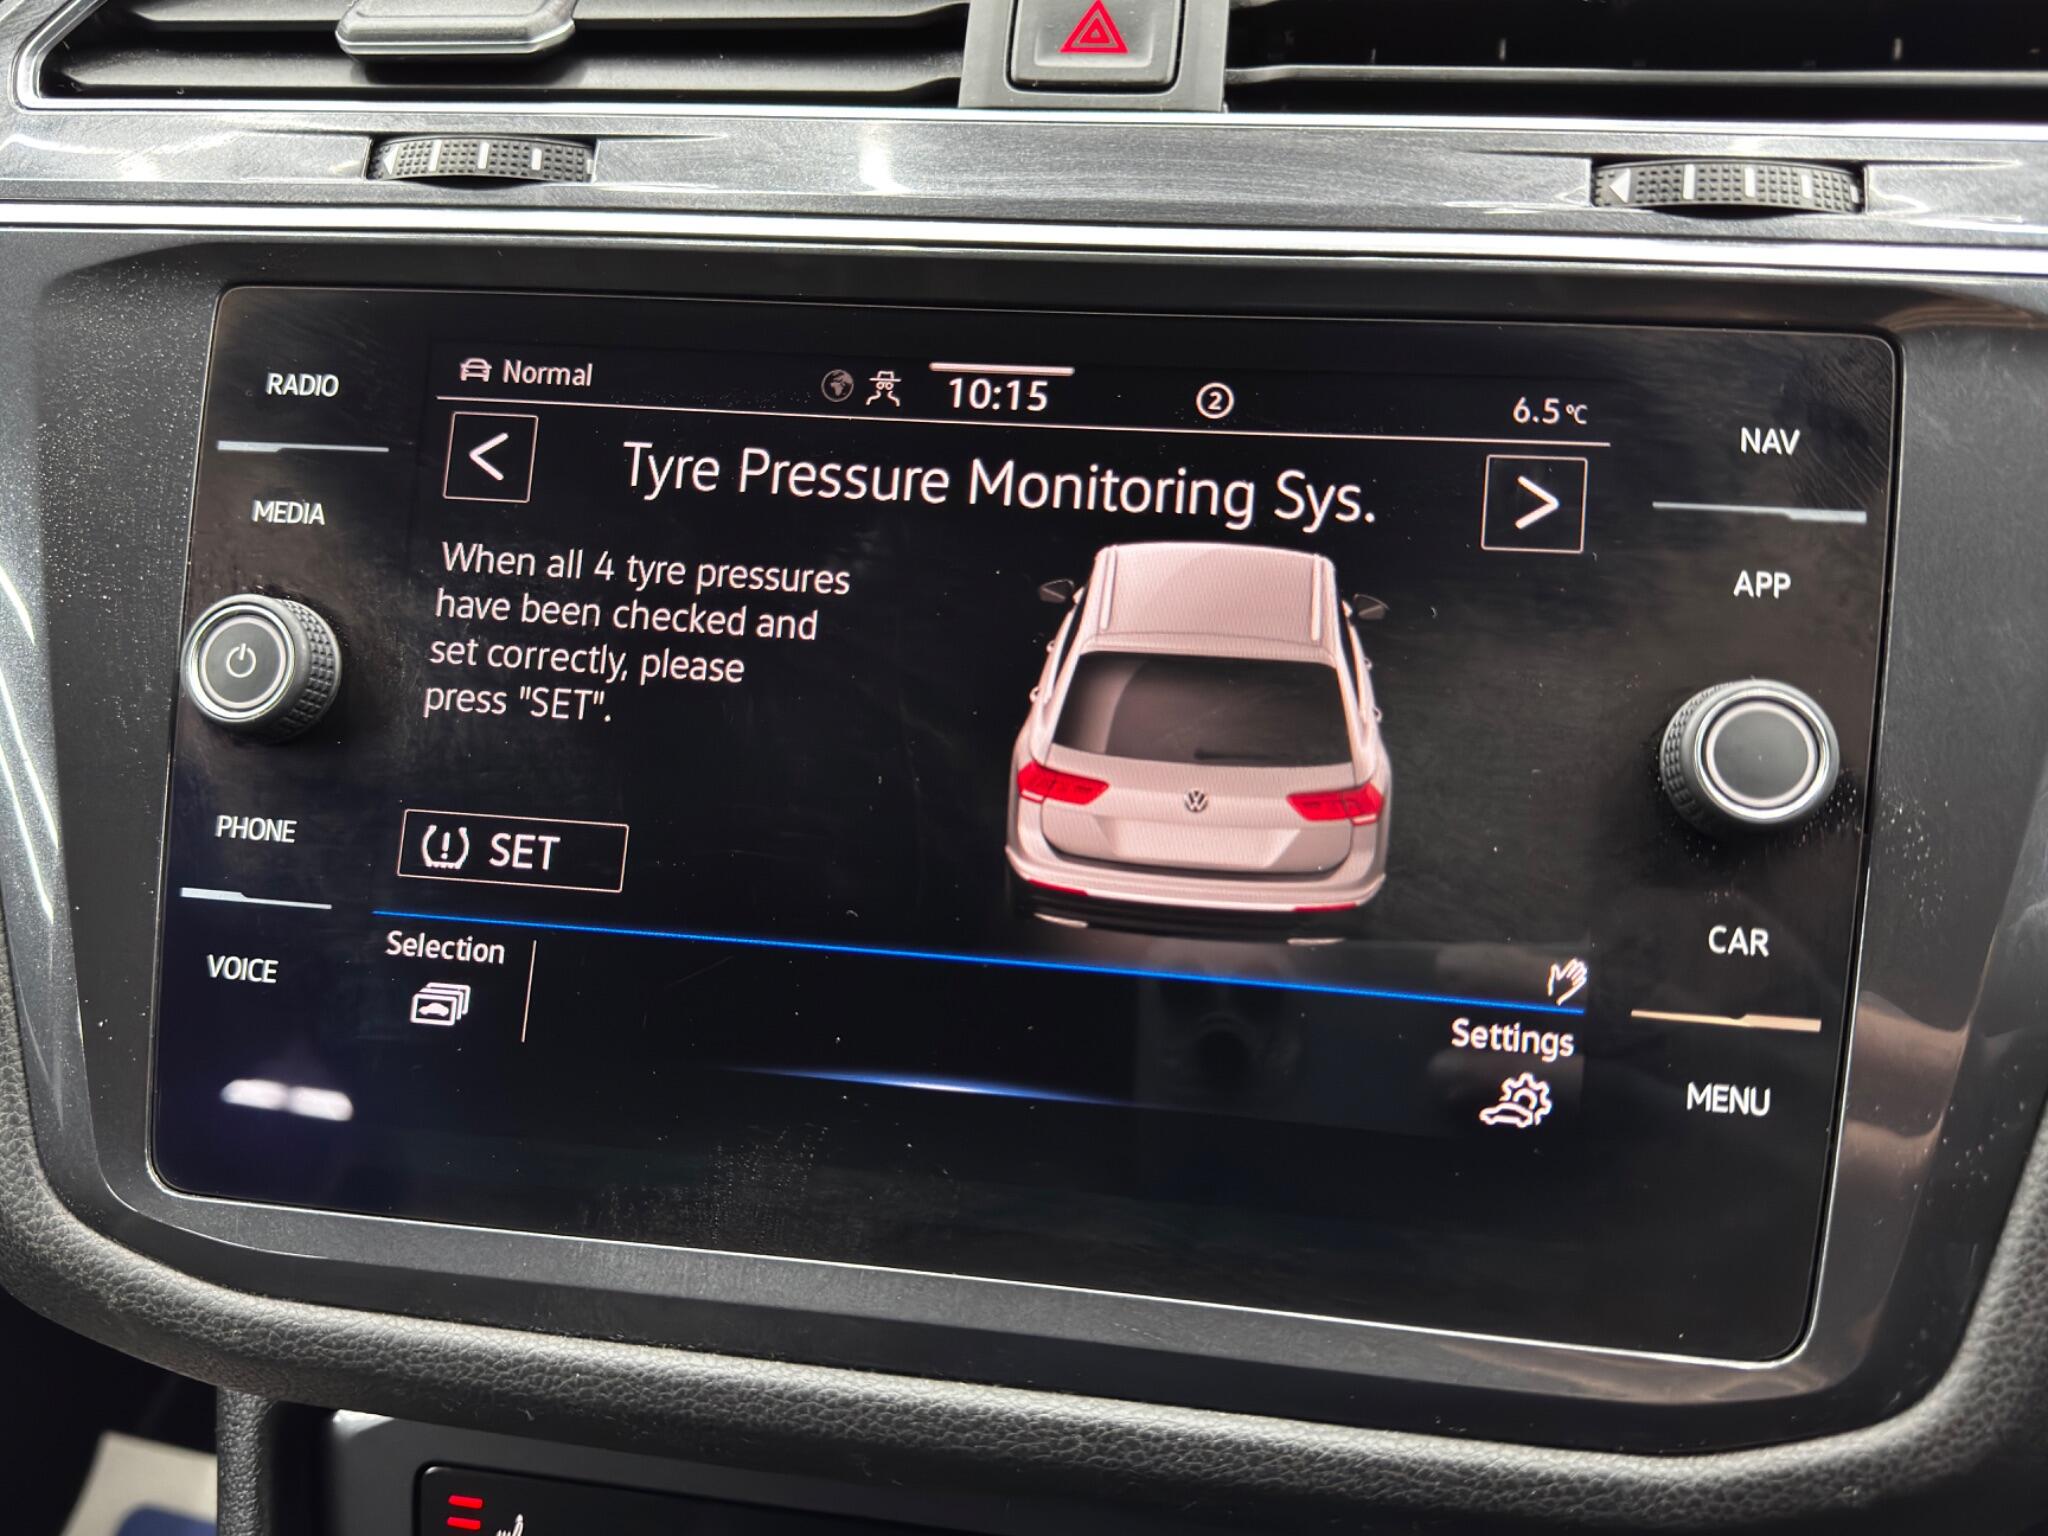 RADIO
MEDIA
PHONE
VOICE
Normal
10:15
2
6.5°C
Tyre Pressure Monitoring Sys.
When all 4 tyre pressures
have been checked and
set correctly, please
press "SET".
SET
Selection
Settings
NAV
APP
CAR
MENU